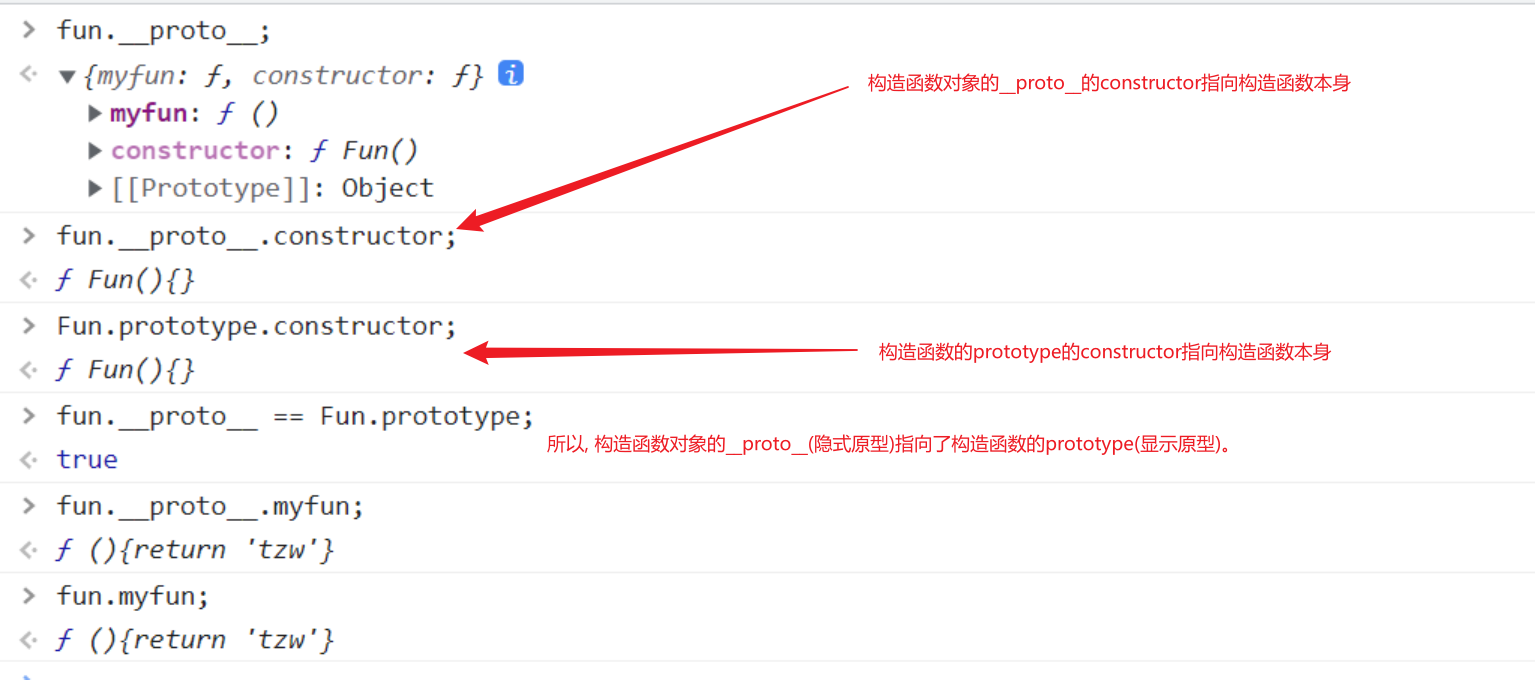 > fun.__proto__;
{myfun: ƒ, constructor: ƒ} i
构造函数对象的__proto__的constructor指向构造函数本身
myfun: ƒ ()
constructor: ƒ Fun()
[[Prototype]]: Object
> fun.__proto__.constructor;
ƒ Fun(){}
> Fun.prototype.constructor;
构造函数的prototype的constructor指向构造函数本身
ƒ Fun(){}
> fun.__proto__ == Fun.prototype;
所以, 构造函数对象的__proto__(隐式原型)指向了构造函数的prototype(显示原型)。
true
> fun.__proto__.myfun;
ƒ (){return 'tzw'}
> fun.myfun;
ƒ (){return 'tzw'}